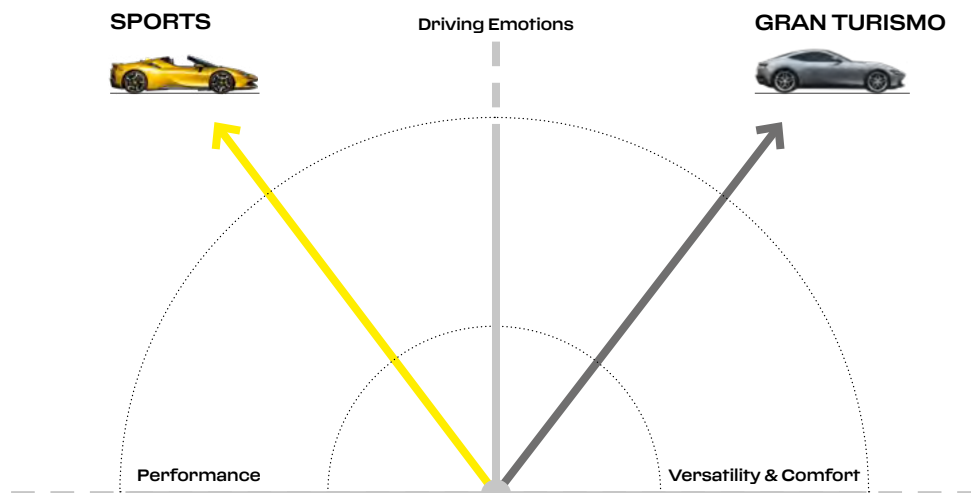 SPORTS
Driving Emotions
GRAN TURISMO
Performance
Versatility & Comfort